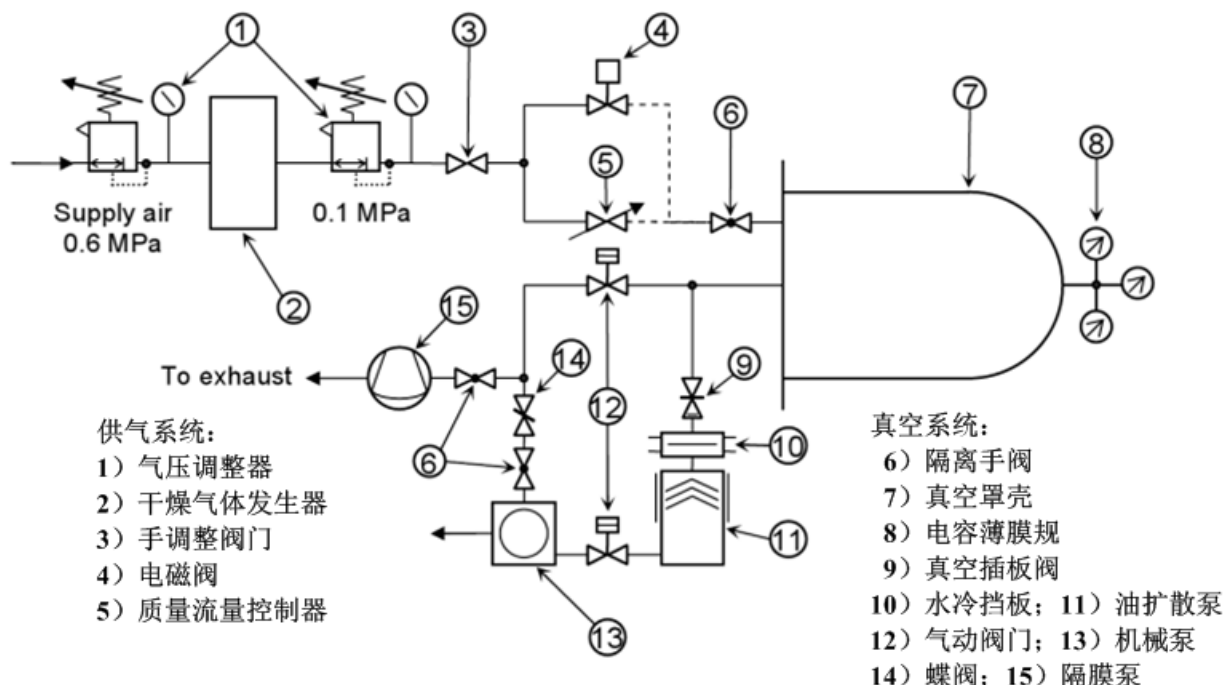 1
3
4
6
7
8
5
Supply air
0.6 MPa
0.1 MPa
2
15
14
9
To exhaust
12
10
6
11
13
供气系统：
1）气压调整器
2）干燥气体发生器
3）手调整阀门
4）电磁阀
5）质量流量控制器
真空系统：
6）隔离手阀
7）真空罩壳
8）电容薄膜规
9）真空插板阀
10）水冷挡板；11）油扩散泵
12）气动阀门；13）机械泵
14）蝶阀；15）隔膜泵